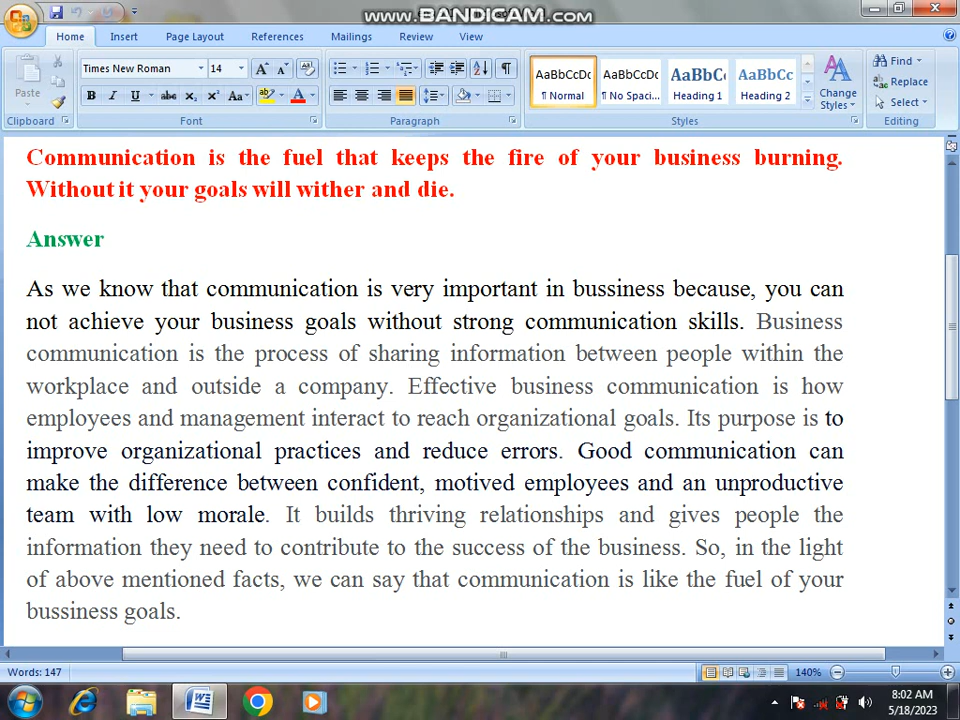 www.BANDICAM.com
Home Insert Page Layout References Mailings Review View
Paste
Times New Roman 14
B I U abc x₂ x² Aa A
Clipboard Font Paragraph Styles Editing
AaBbCcDc ¶ Normal
AaBbCcDc ¶ No Spaci...
AaBbC Heading 1
AaBbCc Heading 2
Change Styles
Find
Replace
Select
Communication is the fuel that keeps the fire of your business burning.
Without it your goals will wither and die.
Answer
As we know that communication is very important in bussiness because, you can
not achieve your business goals without strong communication skills. Business
communication is the process of sharing information between people within the
workplace and outside a company. Effective business communication is how
employees and management interact to reach organizational goals. Its purpose is to
improve organizational practices and reduce errors. Good communication can
make the difference between confident, motived employees and an unproductive
team with low morale. It builds thriving relationships and gives people the
information they need to contribute to the success of the business. So, in the light
of above mentioned facts, we can say that communication is like the fuel of your
bussiness goals.
Words: 147
140%
8:02 AM
5/18/2023